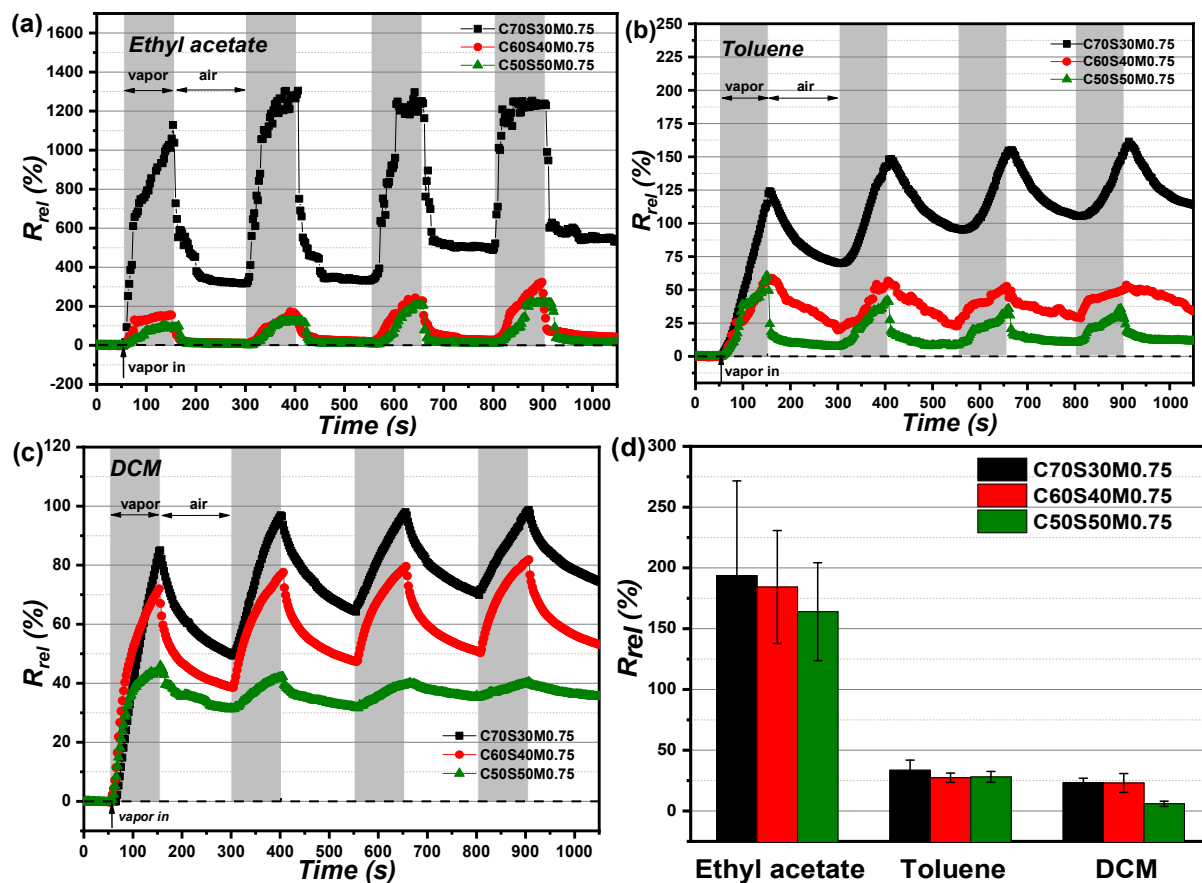 (a)
Ethyl acetate
C70S30M0.75
C60S40M0.75
C50S50M0.75
vapor
air
vapor in
1600
1400
1200
1000
800
600
400
200
0
-200
R_rel (%)
0 100 200 300 400 500 600 700 800 900 1000
Time (s)
(b)
Toluene
C70S30M0.75
C60S40M0.75
C50S50M0.75
vapor
air
vapor in
250
225
200
175
150
125
100
75
50
25
0
R_rel (%)
0 100 200 300 400 500 600 700 800 900 1000
Time (s)
(c)
DCM
vapor
air
C70S30M0.75
C60S40M0.75
C50S50M0.75
vapor in
120
100
80
60
40
20
0
R_rel (%)
0 100 200 300 400 500 600 700 800 900 1000
Time (s)
(d)
C70S30M0.75
C60S40M0.75
C50S50M0.75
300
250
200
150
100
50
0
R_rel (%)
Ethyl acetate Toluene DCM